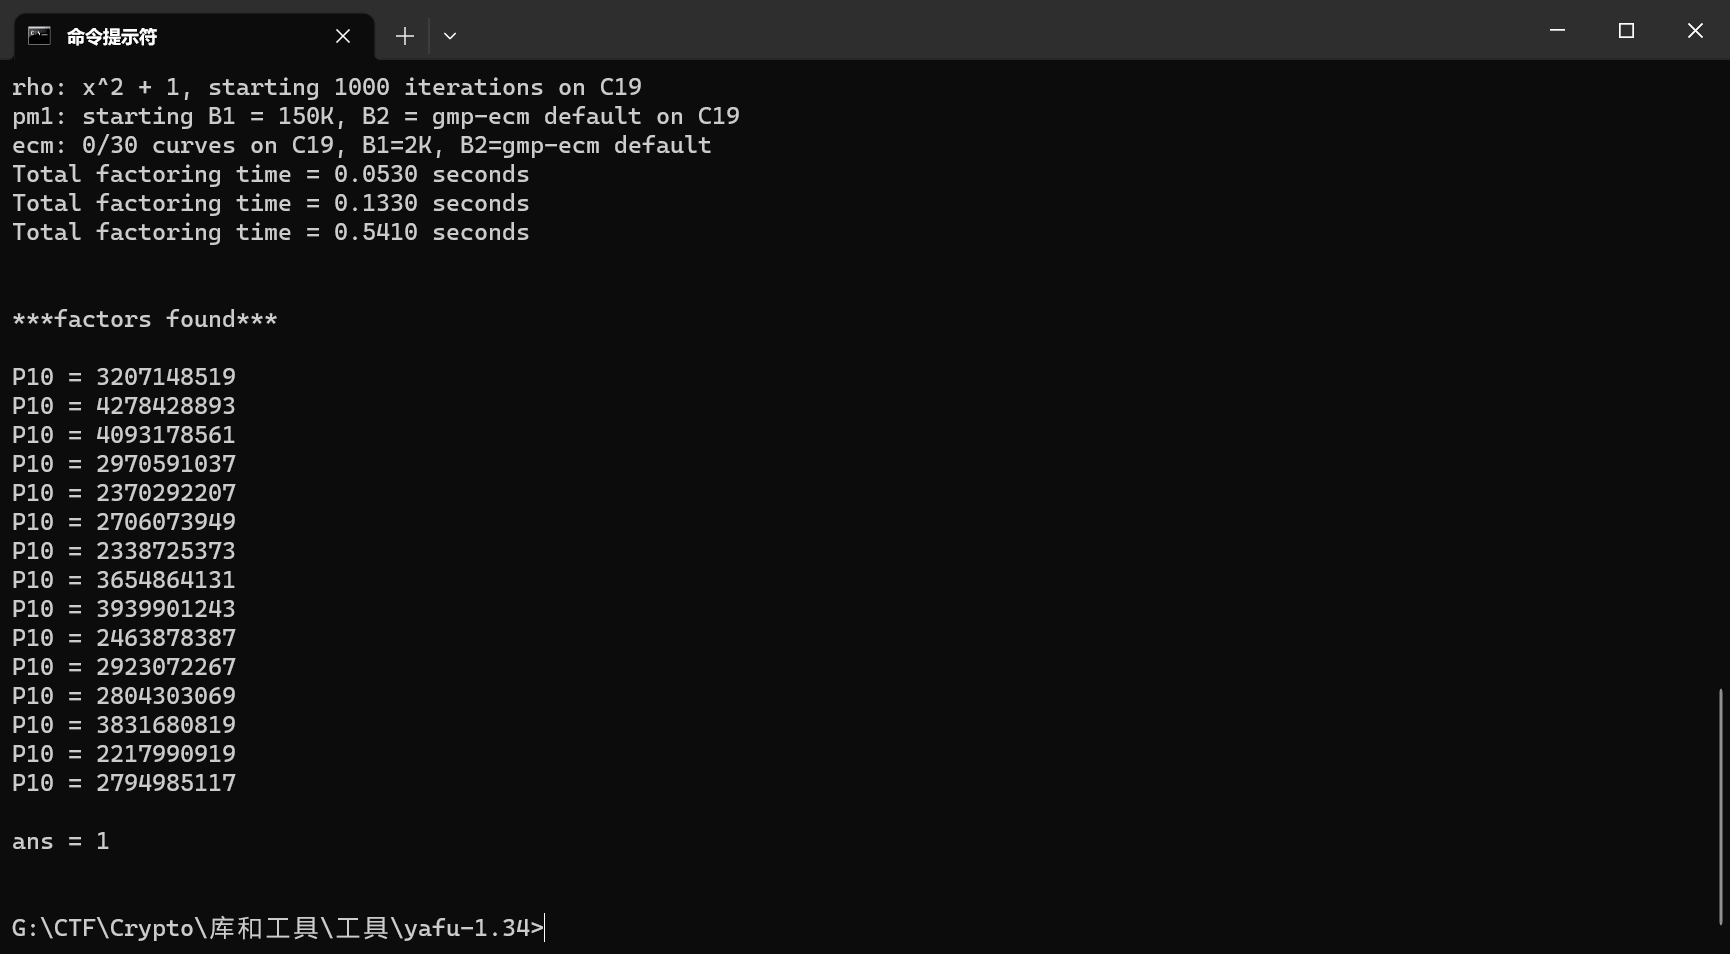 命令提示符
rho: x^2 + 1, starting 1000 iterations on C19
pm1: starting B1 = 150K, B2 = gmp-ecm default on C19
ecm: 0/30 curves on C19, B1=2K, B2=gmp-ecm default
Total factoring time = 0.0530 seconds
Total factoring time = 0.1330 seconds
Total factoring time = 0.5410 seconds
***factors found***
P10 = 3207148519
P10 = 4278428893
P10 = 4093178561
P10 = 2970591037
P10 = 2370292207
P10 = 2706073949
P10 = 2338725373
P10 = 3654864131
P10 = 3939901243
P10 = 2463878387
P10 = 2923072267
P10 = 2804303069
P10 = 3831680819
P10 = 2217990919
P10 = 2794985117
ans = 1
G:\CTF\Crypto\库和工具\工具\yafu-1.34>